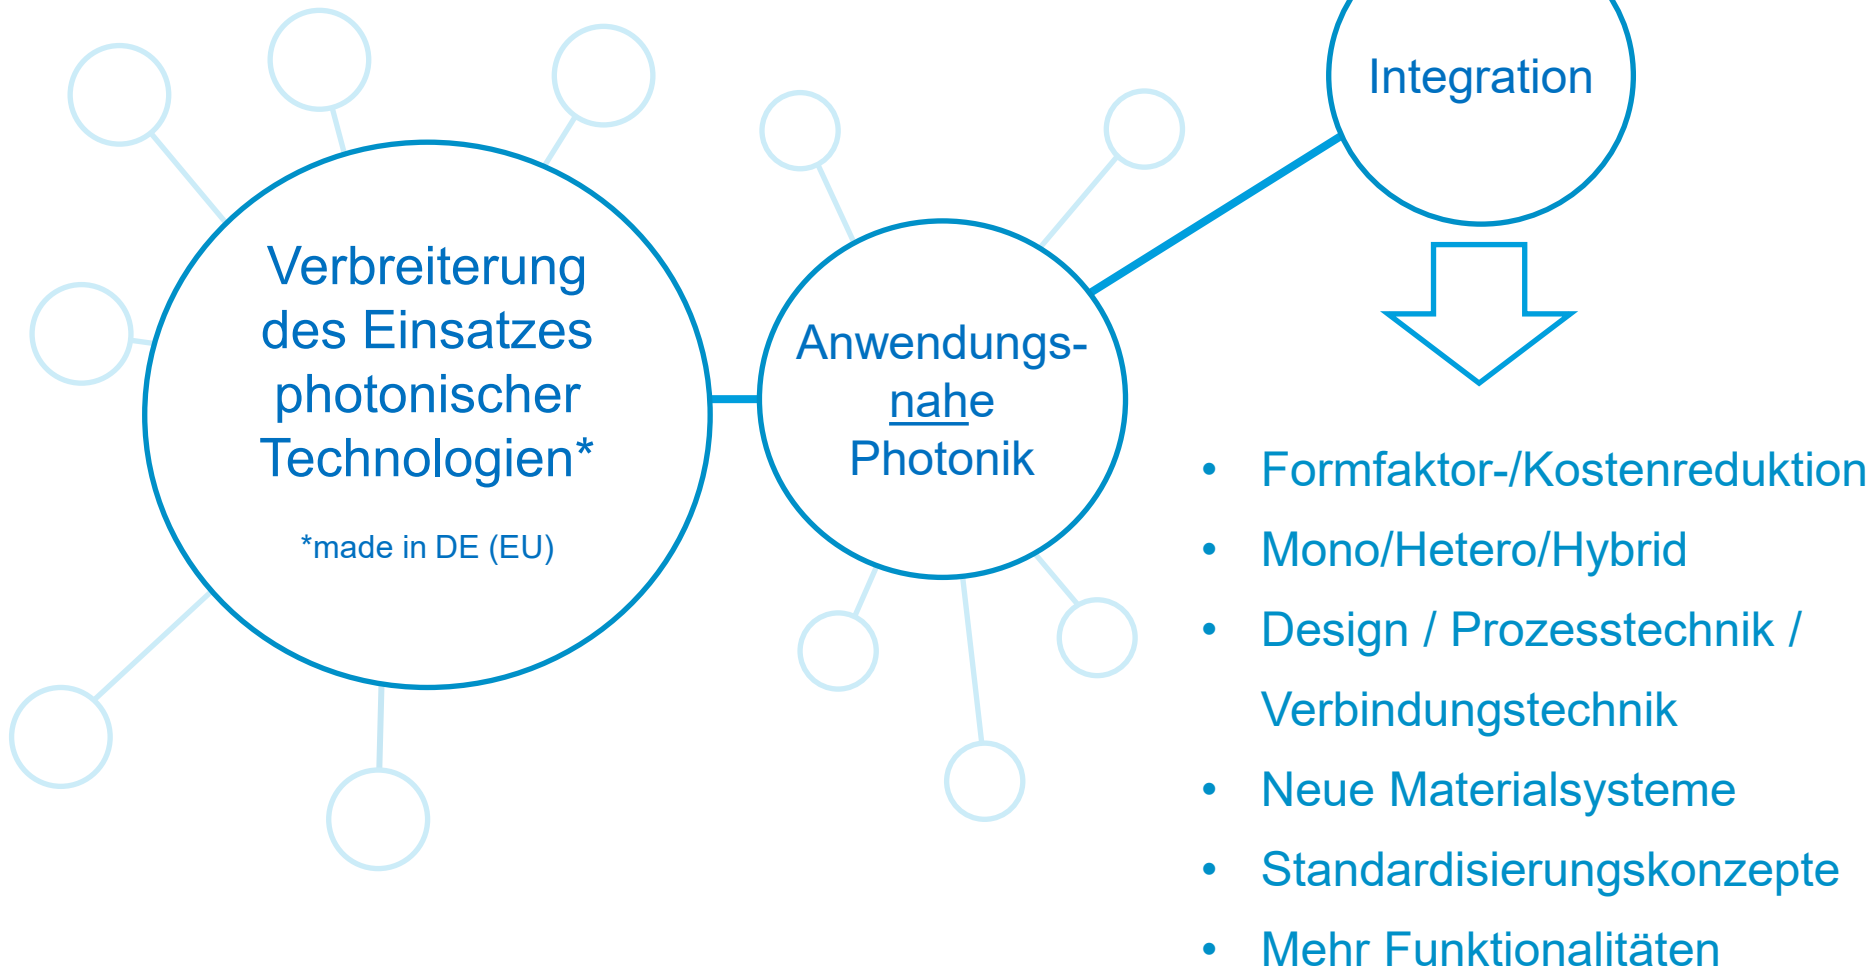 Integration
Verbreiterung
des Einsatzes
photonischer
Technologien*
*made in DE (EU)
Anwendungs-
nahe
Photonik
• Formfaktor-/Kostenreduktion
• Mono/Hetero/Hybrid
• Design / Prozesstechnik /
Verbindungstechnik
• Neue Materialsysteme
• Standardisierungskonzepte
• Mehr Funktionalitäten